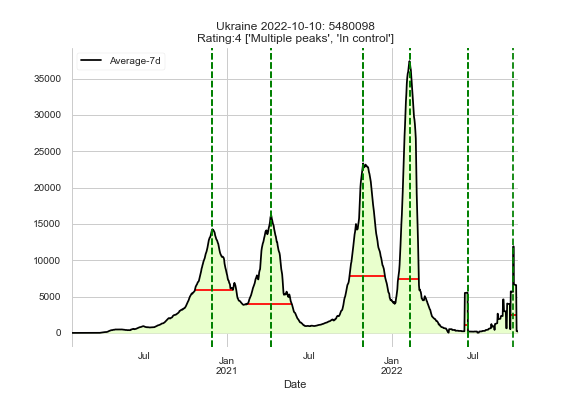 Ukraine 2022-10-10: 5480098
Rating:4 ['Multiple peaks', 'In control']
Average-7d
35000
30000
25000
20000
15000
10000
5000
0
Jul
Jan
2021
Jul
Jan
2022
Jul
Date